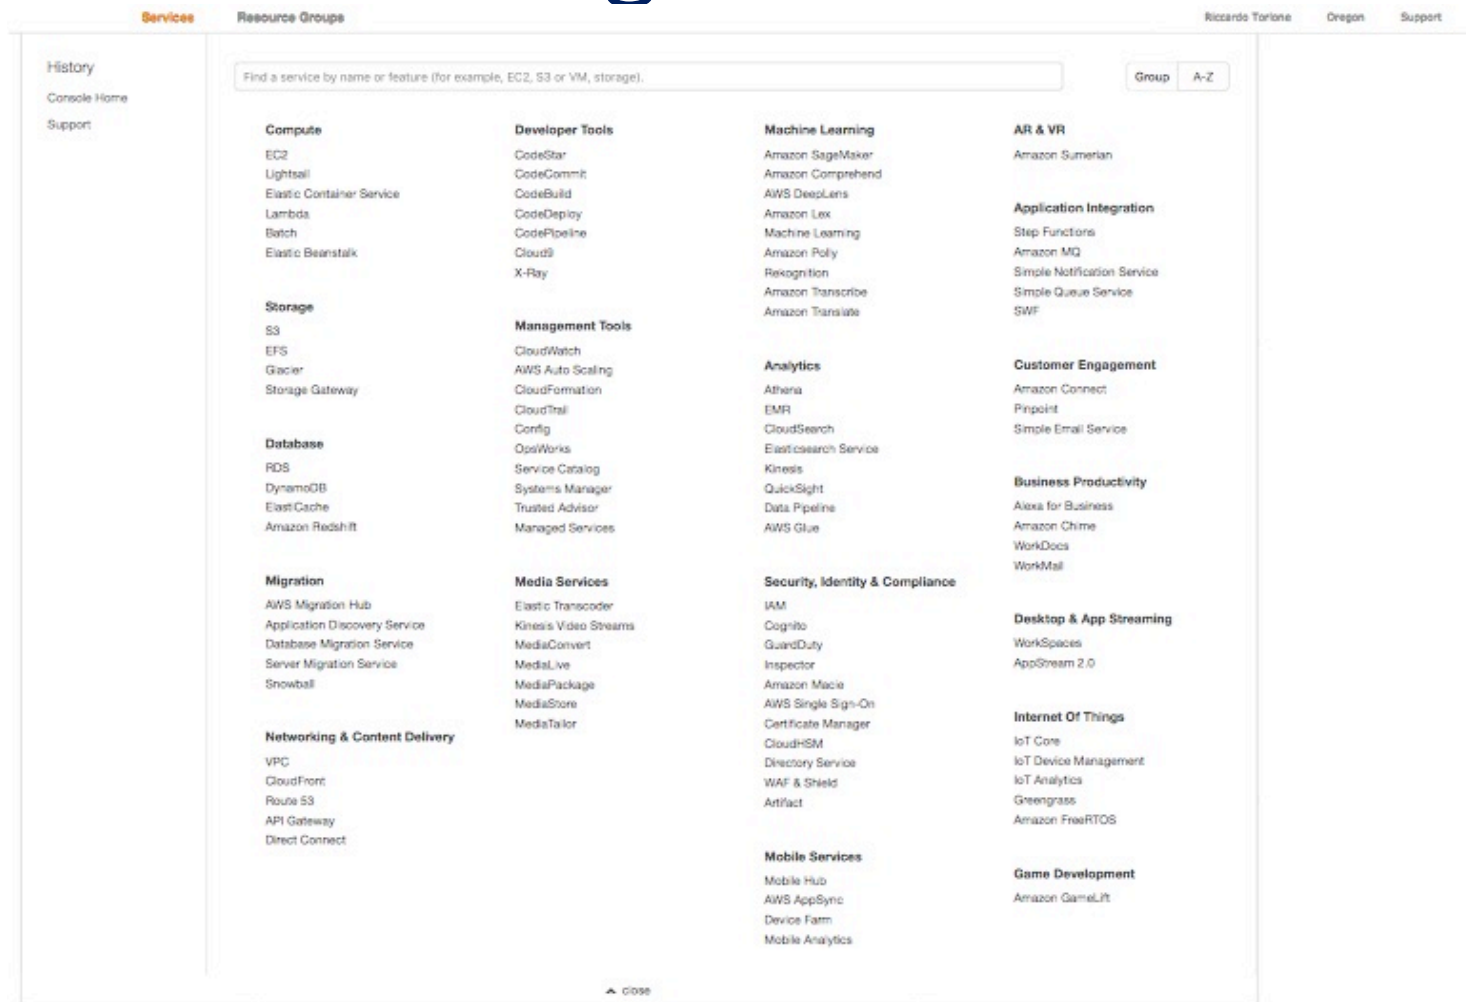 Services Resource Groups Riccardo Torlone Oregon Support
History
Console Home
Support
Find a service by name or feature (for example, EC2, S3 or VM, storage).
Group A-Z
Compute
EC2
Lightsail
Elastic Container Service
Lambda
Batch
Elastic Beanstalk
Storage
S3
EFS
Glacier
Storage Gateway
Database
RDS
DynamoDB
ElastiCache
Amazon Redshift
Migration
AWS Migration Hub
Application Discovery Service
Database Migration Service
Server Migration Service
Snowball
Networking & Content Delivery
VPC
CloudFront
Route 53
API Gateway
Direct Connect
Developer Tools
CodeStar
CodeCommit
CodeBuild
CodeDeploy
CodePipeline
Cloud9
X-Ray
Management Tools
CloudWatch
AWS Auto Scaling
CloudFormation
CloudTrail
Config
OpsWorks
Service Catalog
Systems Manager
Trusted Advisor
Managed Services
Media Services
Elastic Transcoder
Kinesis Video Streams
MediaConvert
MediaLive
MediaPackage
MediaStore
MediaTailor
Machine Learning
Amazon SageMaker
Amazon Comprehend
AWS DeepLens
Amazon Lex
Machine Learning
Amazon Polly
Rekognition
Amazon Transcribe
Amazon Translate
Analytics
Athena
EMR
CloudSearch
Elasticsearch Service
Kinesis
QuickSight
Data Pipeline
AWS Glue
Security, Identity & Compliance
IAM
Cognito
GuardDuty
Inspector
Amazon Macie
AWS Single Sign-On
Certificate Manager
CloudHSM
Directory Service
WAF & Shield
Artifact
Mobile Services
Mobile Hub
AWS AppSync
Device Farm
Mobile Analytics
AR & VR
Amazon Sumerian
Application Integration
Step Functions
Amazon MQ
Simple Notification Service
Simple Queue Service
SWF
Customer Engagement
Amazon Connect
Pinpoint
Simple Email Service
Business Productivity
Alexa for Business
Amazon Chime
WorkDocs
WorkMail
Desktop & App Streaming
WorkSpaces
AppStream 2.0
Internet Of Things
IoT Core
IoT Device Management
IoT Analytics
Greengrass
Amazon FreeRTOS
Game Development
Amazon GameLift
close